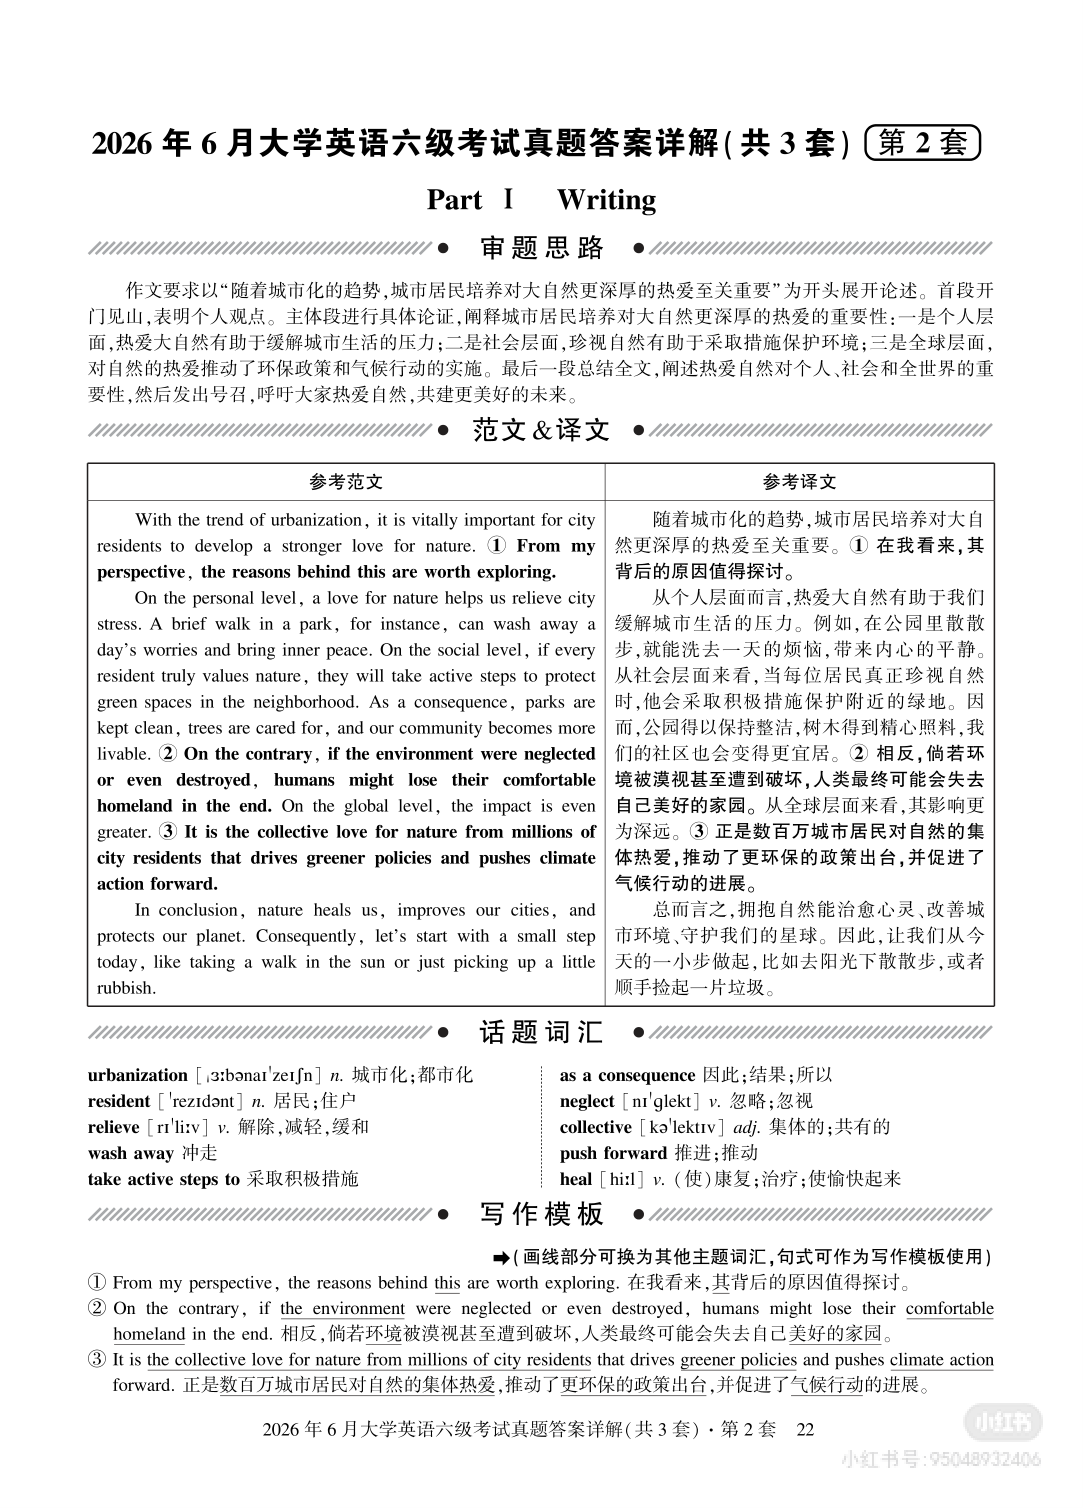 2026 年 6 月大学英语六级考试真题答案详解(共 3 套) 第 2 套
Part Ⅰ Writing
审题思路
作文要求以“随着城市化的趋势,城市居民培养对大自然更深厚的热爱至关重要”为开头展开论述。首段开
门见山,表明个人观点。主体段进行具体论证,阐释城市居民培养对大自然更深厚的热爱的重要性:一是个人层
面,热爱大自然有助于缓解城市生活的压力;二是社会层面,珍视自然有助于采取措施保护环境;三是全球层面,
对自然的热爱推动了环保政策和气候行动的实施。最后一段总结全文,阐述热爱自然对个人、社会和全世界的重
要性,然后发出号召,呼吁大家热爱自然,共建更美好的未来。
范文&译文
参考范文
With the trend of urbanization, it is vitally important for city
residents to develop a stronger love for nature. ① From my
perspective, the reasons behind this are worth exploring.
On the personal level, a love for nature helps us relieve city
stress. A brief walk in a park, for instance, can wash away a
day's worries and bring inner peace. On the social level, if every
resident truly values nature, they will take active steps to protect
green spaces in the neighborhood. As a consequence, parks are
kept clean, trees are cared for, and our community becomes more
livable. ② On the contrary, if the environment were neglected
or even destroyed, humans might lose their comfortable
homeland in the end. On the global level, the impact is even
greater. ③ It is the collective love for nature from millions of
city residents that drives greener policies and pushes climate
action forward.
In conclusion, nature heals us, improves our cities, and
protects our planet. Consequently, let's start with a small step
today, like taking a walk in the sun or just picking up a little
rubbish.
参考译文
随着城市化的趋势,城市居民培养对大自
然更深厚的热爱至关重要。① 在我看来,其
背后的原因值得探讨。
从个人层面而言,热爱大自然有助于我们
缓解城市生活的压力。例如,在公园里散散
步,就能洗去一天的烦恼,带来内心的平静。
从社会层面来看,当每位居民真正珍视自然
时,他会采取积极措施保护附近的绿地。因
而,公园得以保持整洁,树木得到精心照料,我
们的社区也会变得更宜居。② 相反,倘若环
境被漠视甚至遭到破坏,人类最终可能会失去
自己美好的家园。从全球层面来看,其影响更
为深远。③ 正是数百万城市居民对自然的集
体热爱,推动了更环保的政策出台,并促进了
气候行动的进展。
总而言之,拥抱自然能治愈心灵、改善城
市环境、守护我们的星球。因此,让我们从今
天的一小步做起,比如去阳光下散散步,或者
顺手捡起一片垃圾。
话题词汇
urbanization [ˌɜːbənaɪˈzeɪʃn] n. 城市化;都市化
resident [ˈrezɪdənt] n. 居民;住户
relieve [rɪˈliːv] v. 解除,减轻,缓和
wash away 冲走
take active steps to 采取积极措施
as a consequence 因此;结果;所以
neglect [nɪˈɡlekt] v. 忽略;忽视
collective [kəˈlektɪv] adj. 集体的;共有的
push forward 推进;推动
heal [hiːl] v. (使)康复;治疗;使愉快起来
写作模板
➡(画线部分可换为其他主题词汇,句式可作为写作模板使用)
① From my perspective, the reasons behind this are worth exploring. 在我看来,其背后的原因值得探讨。
② On the contrary, if the environment were neglected or even destroyed, humans might lose their comfortable
homeland in the end. 相反,倘若环境被漠视甚至遭到破坏,人类最终可能会失去自己美好的家园。
③ It is the collective love for nature from millions of city residents that drives greener policies and pushes climate action
forward. 正是数百万城市居民对自然的集体热爱,推动了更环保的政策出台,并促进了气候行动的进展。
2026 年 6 月大学英语六级考试真题答案详解(共 3 套)·第 2 套 22
小红书
小红书号:95048932406